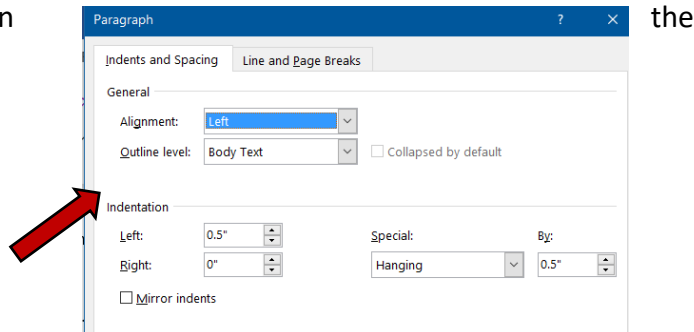 n the
Paragraph ? ×
Indents and Spacing Line and Page Breaks
General
Alignment: Left
Outline level: Body Text Collapsed by default
Indentation
Left: 0.5" Special: By:
Right: 0" Hanging 0.5"
Mirror indents